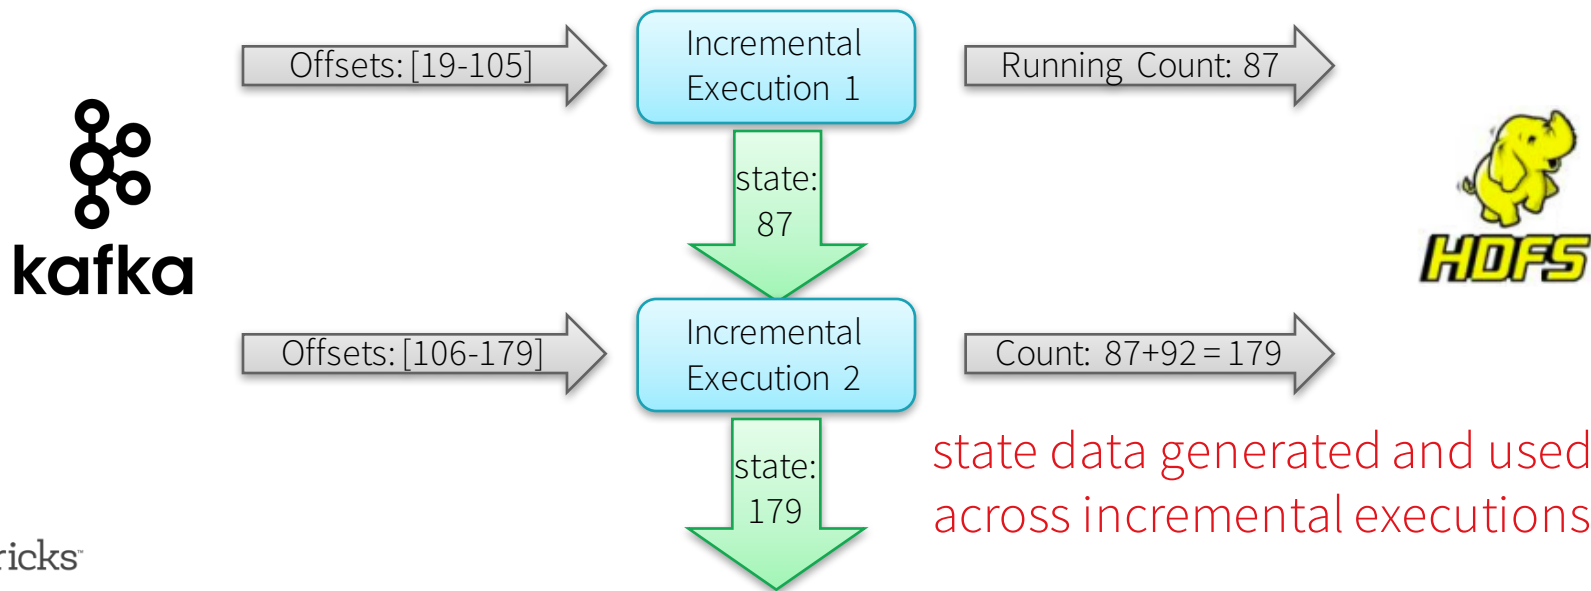 Offsets: [19-105]
Incremental
Execution 1
Running Count: 87
state:
87
kafka
HDFS
Offsets: [106-179]
Incremental
Execution 2
Count: 87+92 = 179
state:
179
state data generated and used
across incremental executions
ricks